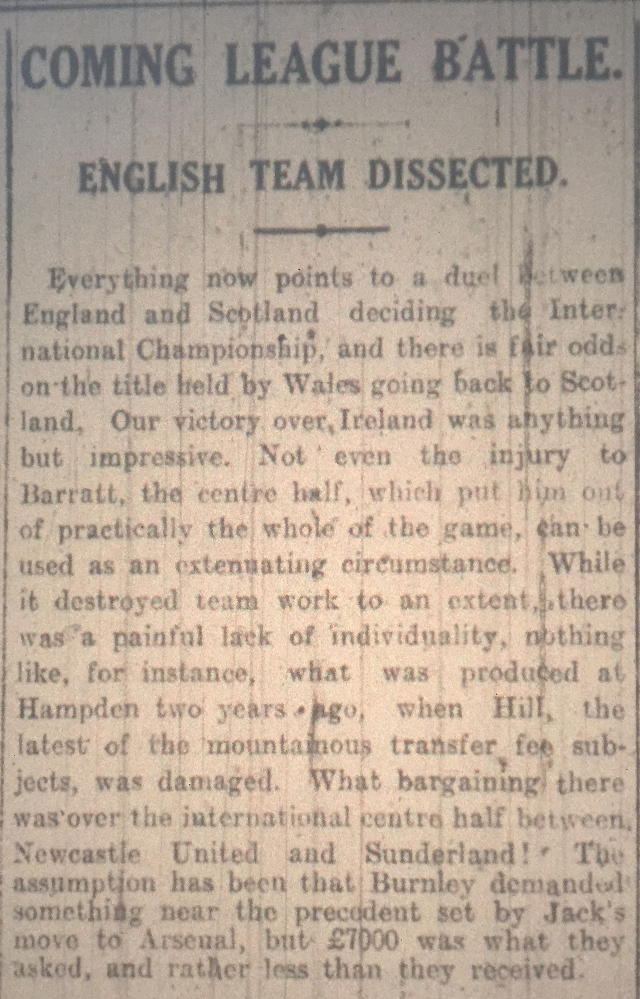 COMING LEAGUE BATTLE.
ENGLISH TEAM DISSECTED.
Everything now points to a duel between
England and Scotland deciding the Inter-
national Championship, and there is fair odds
on the title held by Wales going back to Scot-
land. Our victory over Ireland was anything
but impressive. Not even the injury to
Barratt, the centre half, which put him out
of practically the whole of the game, can be
used as an extenuating circumstance. While
it destroyed team work to an extent, there
was a painful lack of individuality, nothing
like, for instance, what was produced at
Hampden two years ago, when Hill, the
latest of the mountainous transfer fee sub-
jects, was damaged. What bargaining there
was over the international centre half between
Newcastle United and Sunderland! The
assumption has been that Burnley demanded
something near the precedent set by Jack's
move to Arsenal, but £7000 was what they
asked, and rather less than they received.